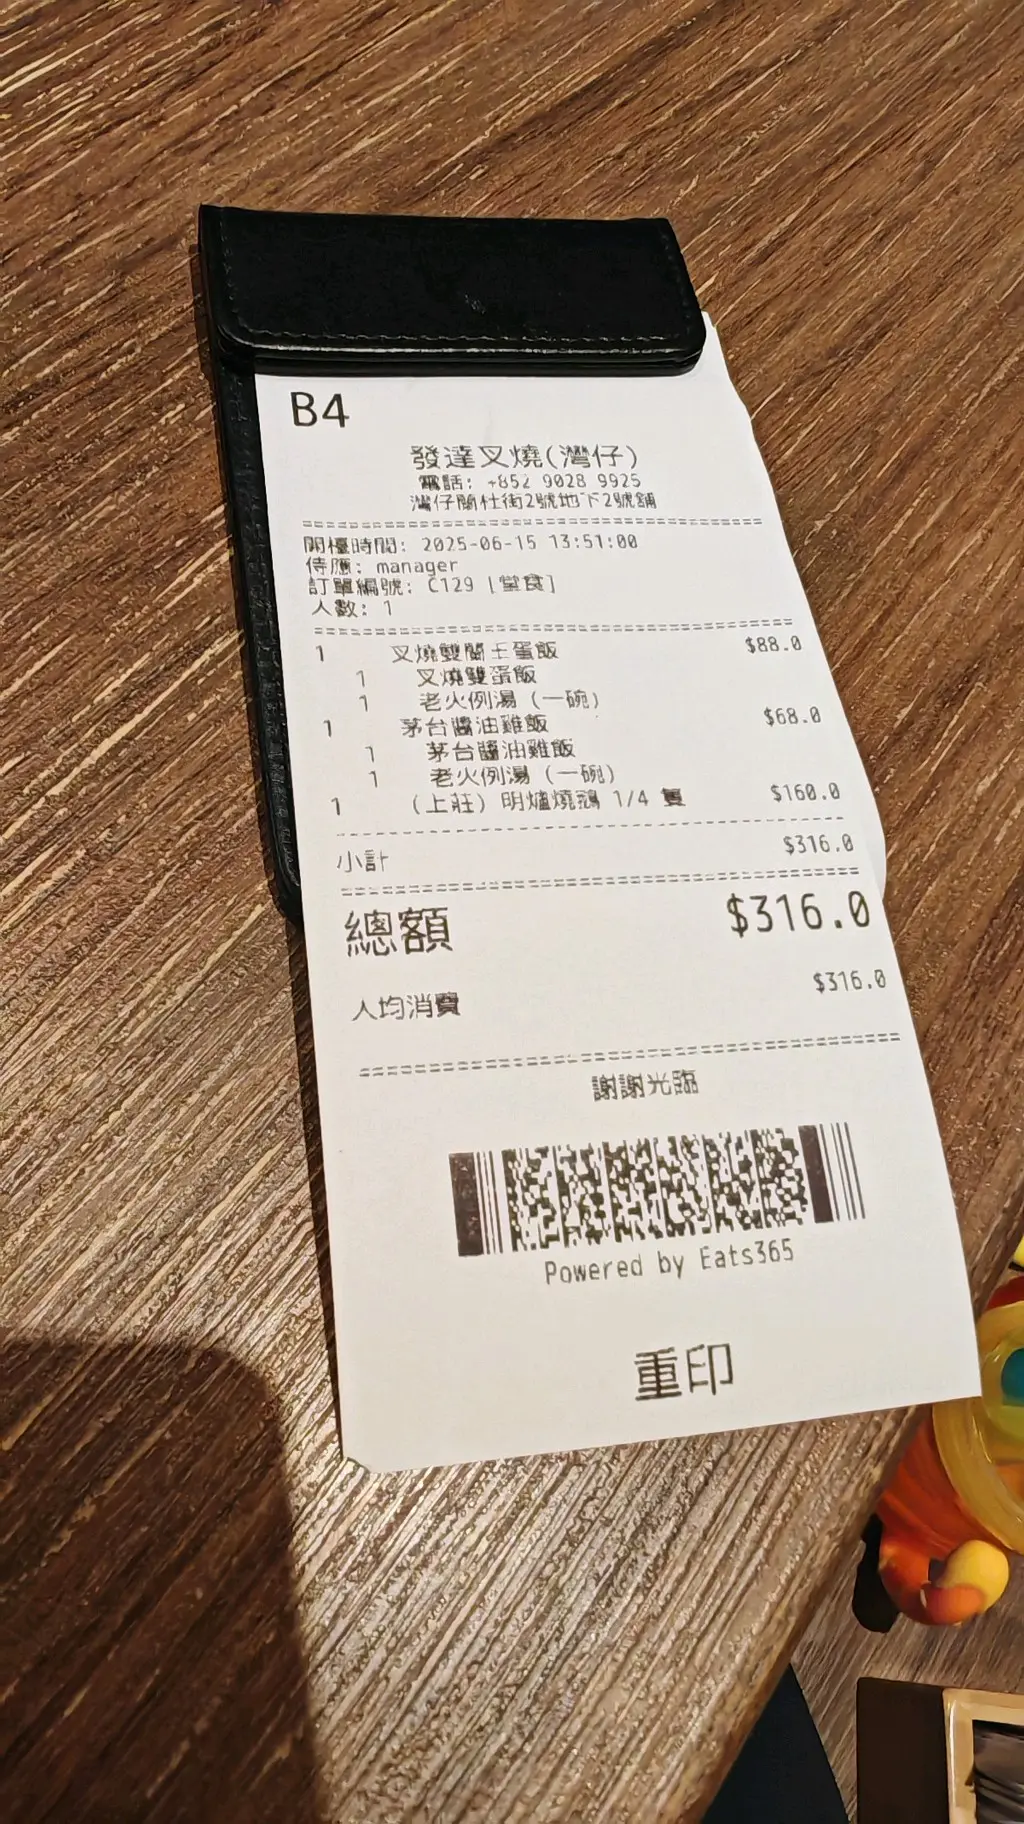 B4
發達叉燒(灣仔)
電話: +852 9028 9925
灣仔蘭杜街2號地下2號舖
開檯時間: 2025-06-15 13:51:00
侍應: manager
訂單編號: C129 [堂食]
人數: 1
1 叉燒雙閻王蛋飯 $88.0
1 叉燒雙蛋飯
1 老火例湯 (一碗)
1 茅台醬油雞飯 $68.0
1 茅台醬油雞飯
1 老火例湯 (一碗)
1 (上莊) 明爐燒鵝 1/4 隻 $160.0
小計 $316.0
總額 $316.0
人均消費 $316.0
謝謝光臨
Powered by Eats365
重印